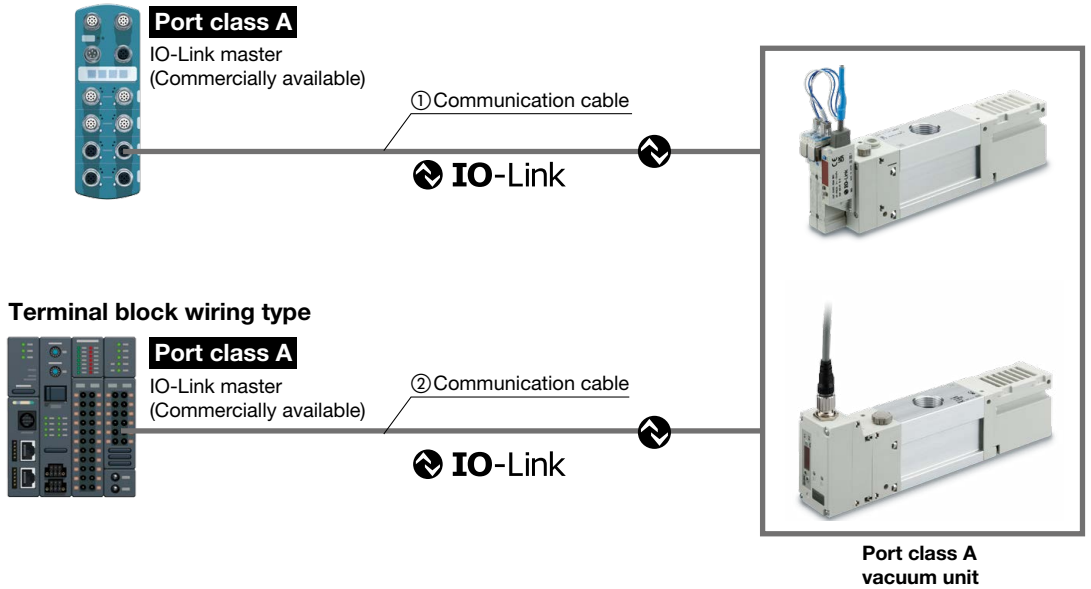 Port class A
IO-Link master
(Commercially available)
①Communication cable
IO-Link
Terminal block wiring type
Port class A
IO-Link master
(Commercially available)
②Communication cable
IO-Link
Port class A
vacuum unit